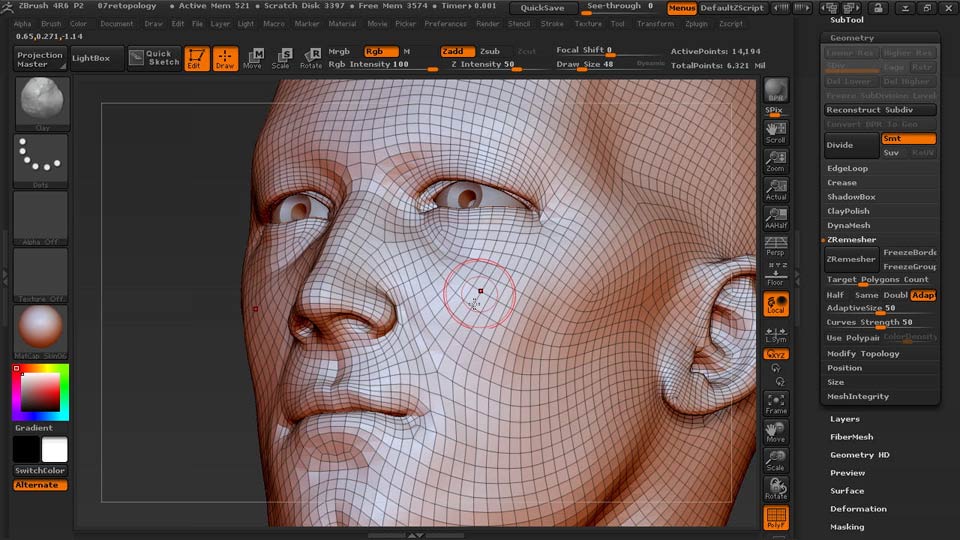 ZBrush 4R6 P2 07retopology • Active Mem 521 • Scratch Disk 3397 • Free Mem 3574 • Timer▸0.001 QuickSave See-through 0 Menus DefaultZScript
Alpha Brush Color Document Draw Edit File Layer Light Macro Marker Material Movie Picker Preferences Render Stencil Stroke Texture Tool Transform Zplugin Zscript
0.65,0.271,-1.14
Projection Master
LightBox
Quick Sketch
Edit
Draw
Move
Scale
Rotate
Mrgb Rgb M
Rgb Intensity 100
Zadd Zsub Zcut
Z Intensity 50
Focal Shift 0
Draw Size 48 Dynamic
ActivePoints: 14,194
TotalPoints: 6.321 Mil
Clay
Dots
Alpha Off
Texture Off
MatCap Skin06
Gradient
SwitchColor
Alternate
BPR
SPix
Scroll
Zoom
Actual
AAHalf
Persp
Floor
Local
L.Sym
XYZ
Frame
Move
Scale
Rotate
PolyF
SubTool
Geometry
Lower Res Higher Res
SDiv Cage Rstr
Del Lower Del Higher
Freeze SubDivision Level
Reconstruct Subdiv
Convert BPR To Geo
Divide
Smt
Suv ReUV
EdgeLoop
Crease
ShadowBox
ClayPolish
DynaMesh
ZRemesher
ZRemesher
FreezeBorde
FreezeGroup
Target Polygons Count
Half Same Doubl Adap
AdaptiveSize 50
Curves Strength 50
Use Polypain ColorDensity
Modify Topology
Position
Size
MeshIntegrity
Layers
FiberMesh
Geometry HD
Preview
Surface
Deformation
Masking